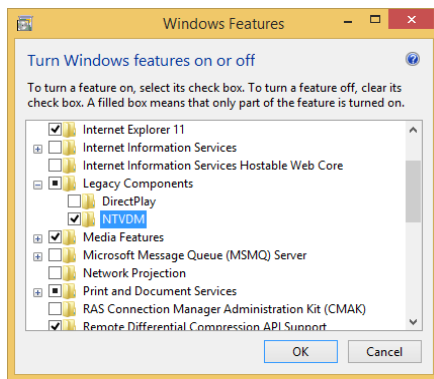 Windows Features
Turn Windows features on or off
To turn a feature on, select its check box. To turn a feature off, clear its
check box. A filled box means that only part of the feature is turned on.
Internet Explorer 11
Internet Information Services
Internet Information Services Hostable Web Core
Legacy Components
DirectPlay
NTVDM
Media Features
Microsoft Message Queue (MSMQ) Server
Network Projection
Print and Document Services
RAS Connection Manager Administration Kit (CMAK)
Remote Differential Compression API Support
OK Cancel